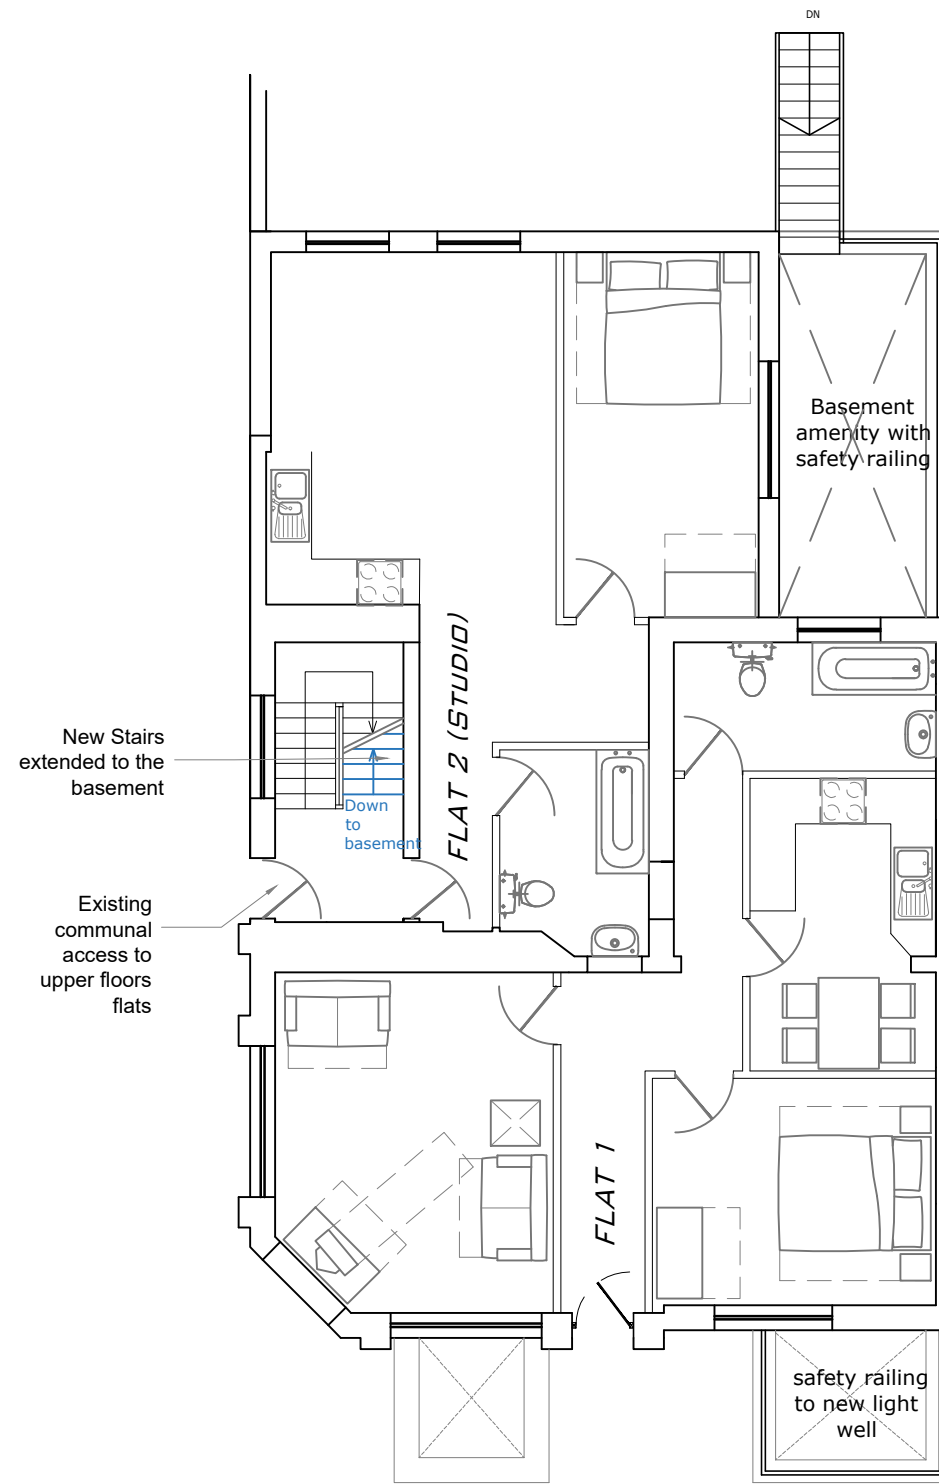 DN
Basement
amenity with
safety railing
FLAT 2 (STUDIO)
New Stairs
extended to the
basement
Down
to
basement
Existing
communal
access to
upper floors
flats
FLAT 1
safety railing
to new light
well